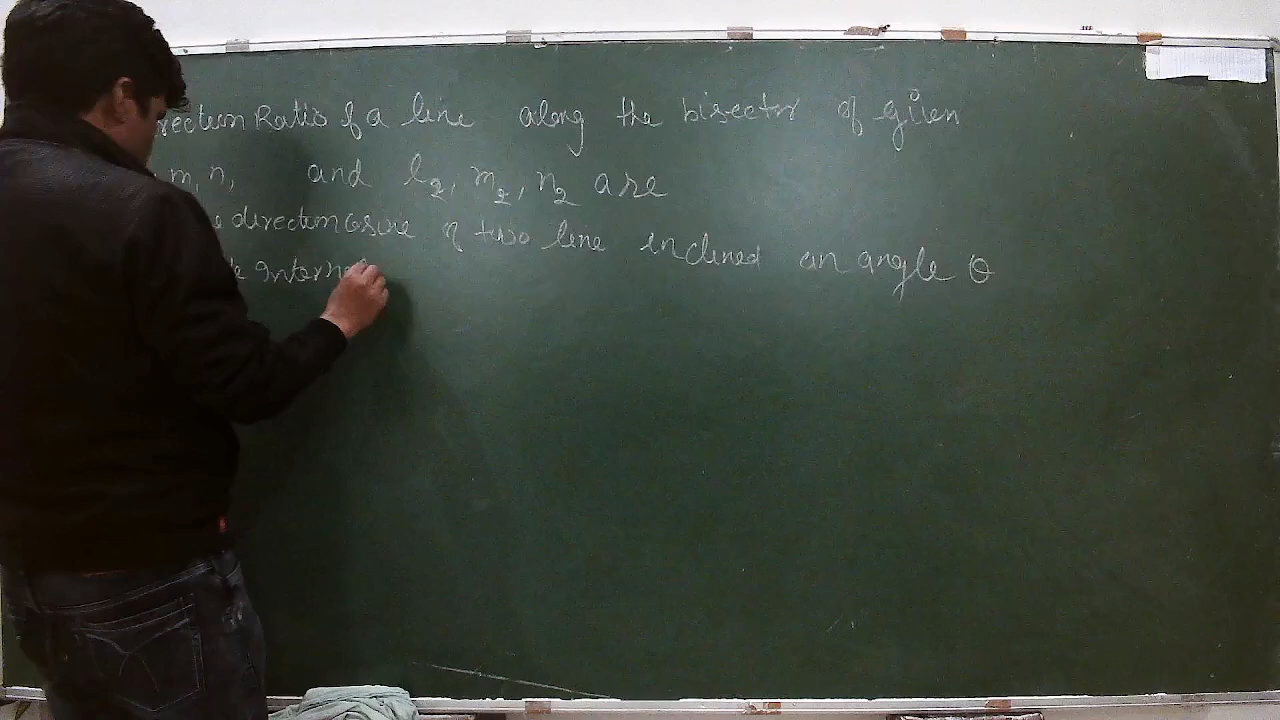 rection Ratio of a line along the bisector of given
m, n, and l2, m2, n2 are
e direction cosine of two line inclined an angle θ
Intern